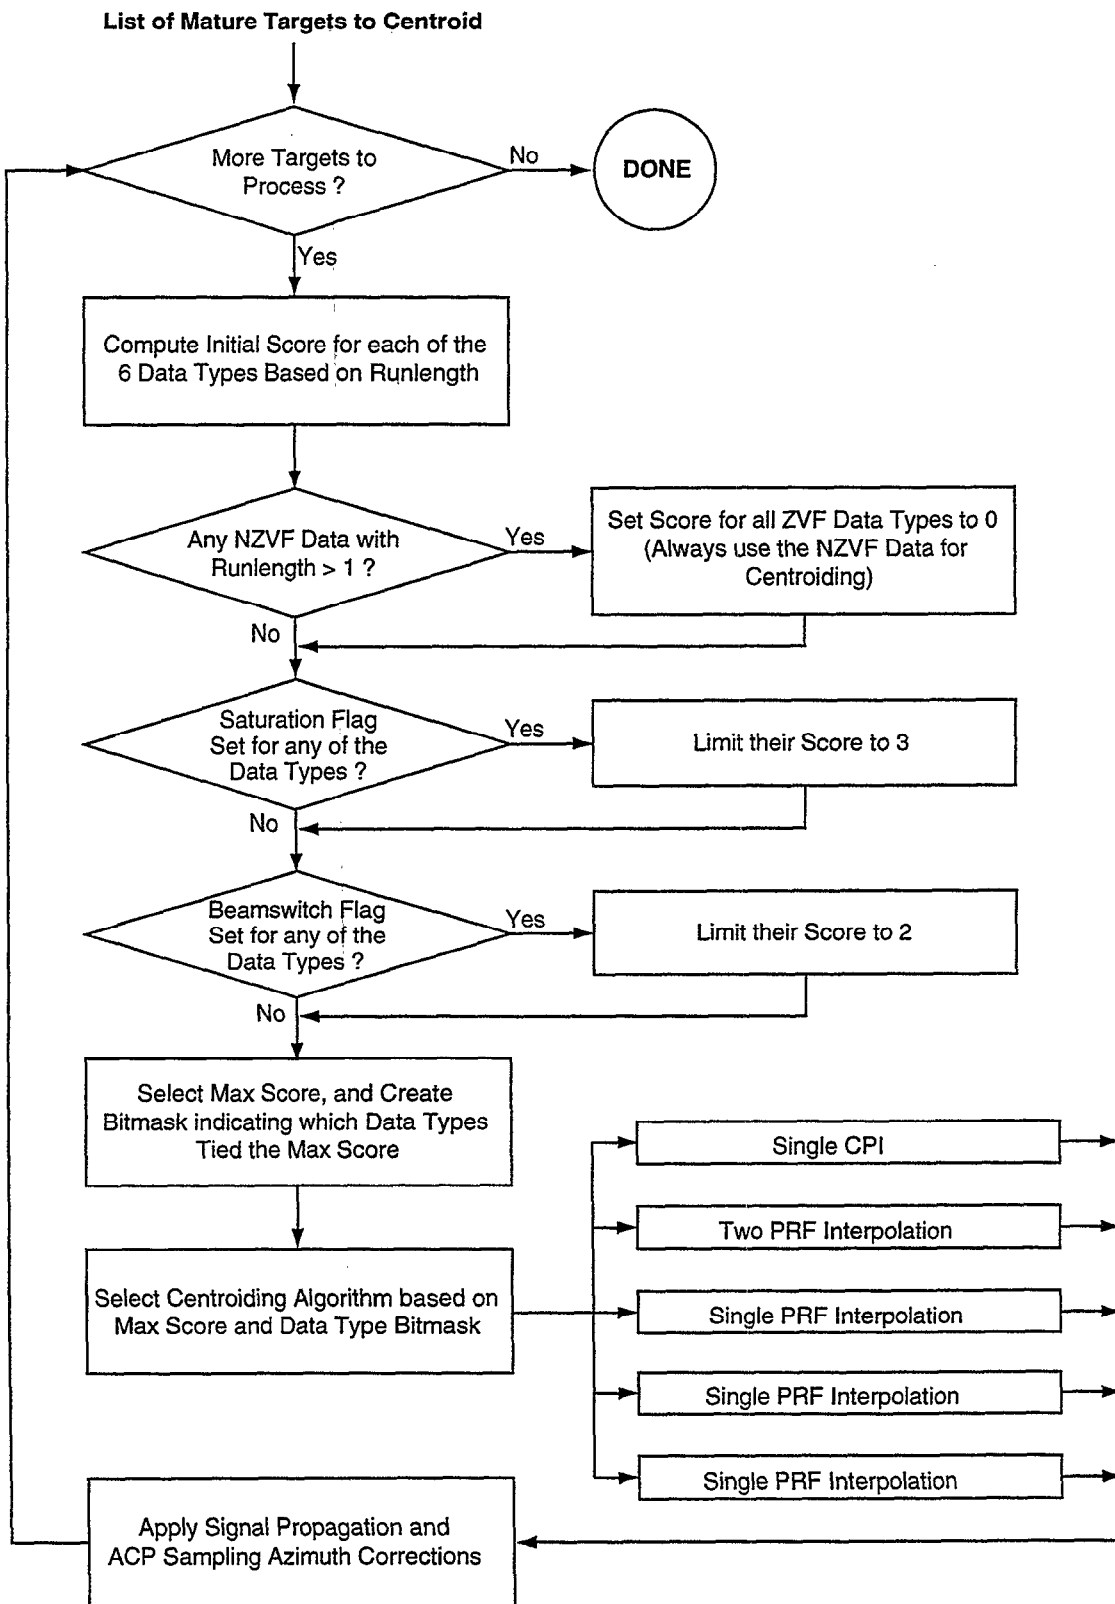 List of Mature Targets to Centroid
More Targets to
Process ?
No
DONE
Yes
Compute Initial Score for each of the
6 Data Types Based on Runlength
Any NZVF Data with
Runlength > 1 ?
Yes
Set Score for all ZVF Data Types to 0
(Always use the NZVF Data for
Centroiding)
No
Saturation Flag
Set for any of the
Data Types ?
Yes
Limit their Score to 3
No
Beamswitch Flag
Set for any of the
Data Types ?
Yes
Limit their Score to 2
No
Select Max Score, and Create
Bitmask indicating which Data Types
Tied the Max Score
Select Centroiding Algorithm based on
Max Score and Data Type Bitmask
Single CPI
Two PRF Interpolation
Single PRF Interpolation
Single PRF Interpolation
Single PRF Interpolation
Apply Signal Propagation and
ACP Sampling Azimuth Corrections